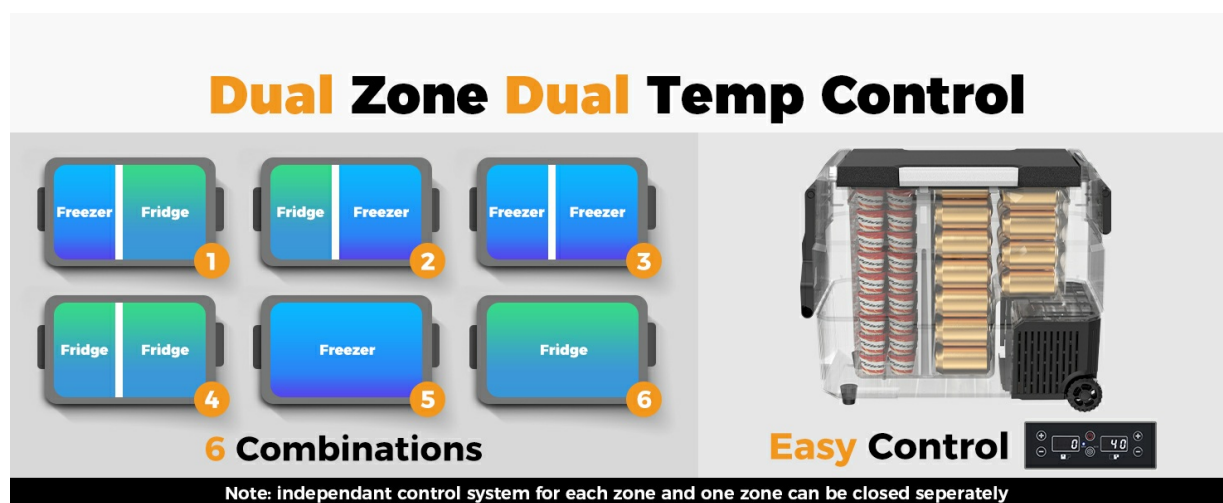 Dual Zone Dual Temp Control
Freezer Fridge
1
Fridge Freezer
2
Freezer Freezer
3
Fridge Fridge
4
Freezer
5
Fridge
6
6 Combinations
Easy Control
0 40
Note: independant control system for each zone and one zone can be closed seperately